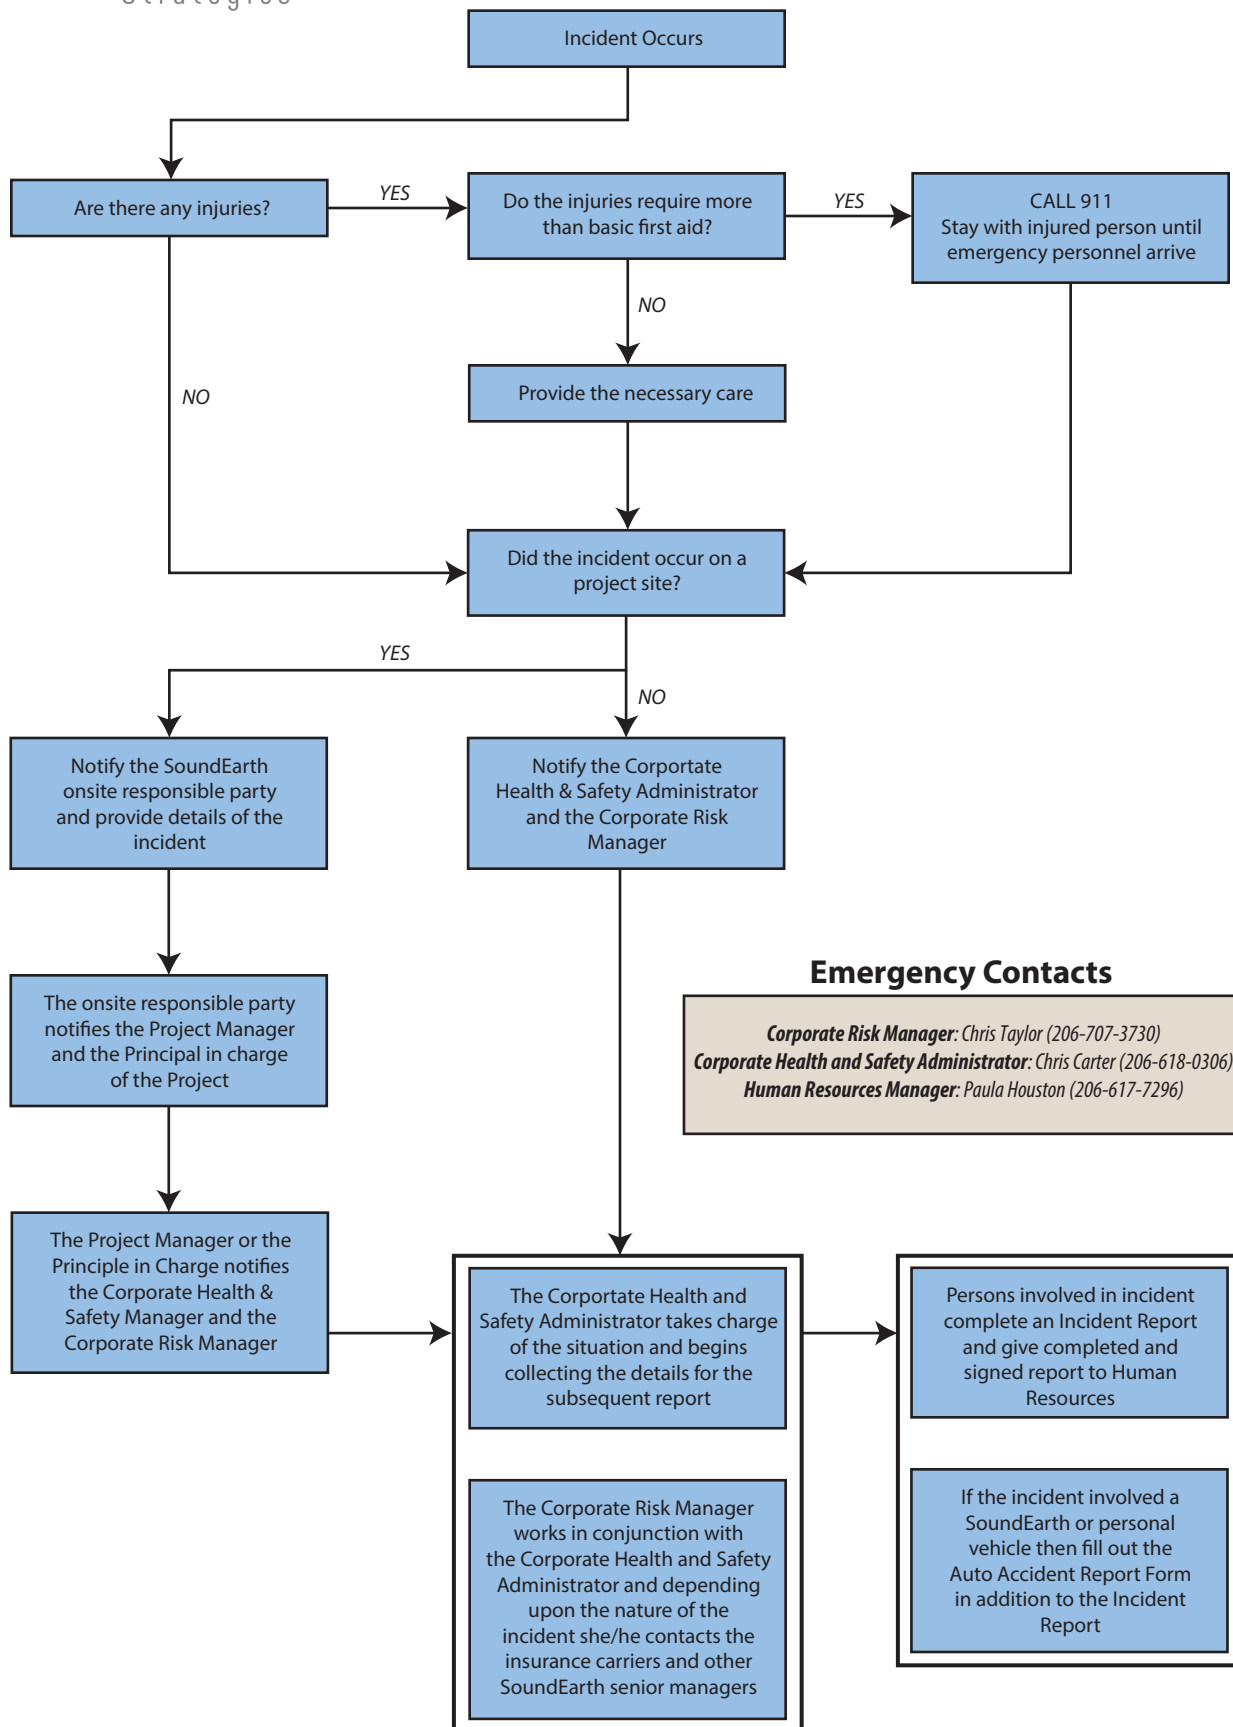 Strategies
Incident Occurs
Are there any injuries?
YES
Do the injuries require more
than basic first aid?
YES
CALL 911
Stay with injured person until
emergency personnel arrive
NO
NO
Provide the necessary care
Did the incident occur on a
project site?
YES
NO
Notify the SoundEarth
onsite responsible party
and provide details of the
incident
Notify the Corportate
Health & Safety Administrator
and the Corporate Risk
Manager
The onsite responsible party
notifies the Project Manager
and the Principal in charge
of the Project
Emergency Contacts
Corporate Risk Manager: Chris Taylor (206-707-3730)
Corporate Health and Safety Administrator: Chris Carter (206-618-0306)
Human Resources Manager: Paula Houston (206-617-7296)
The Project Manager or the
Principle in Charge notifies
the Corporate Health &
Safety Manager and the
Corporate Risk Manager
The Corportate Health and
Safety Administrator takes charge
of the situation and begins
collecting the details for the
subsequent report
Persons involved in incident
complete an Incident Report
and give completed and
signed report to Human
Resources
The Corporate Risk Manager
works in conjunction with
the Corporate Health and Safety
Administrator and depending
upon the nature of the
incident she/he contacts the
insurance carriers and other
SoundEarth senior managers
If the incident involved a
SoundEarth or personal
vehicle then fill out the
Auto Accident Report Form
in addition to the Incident
Report